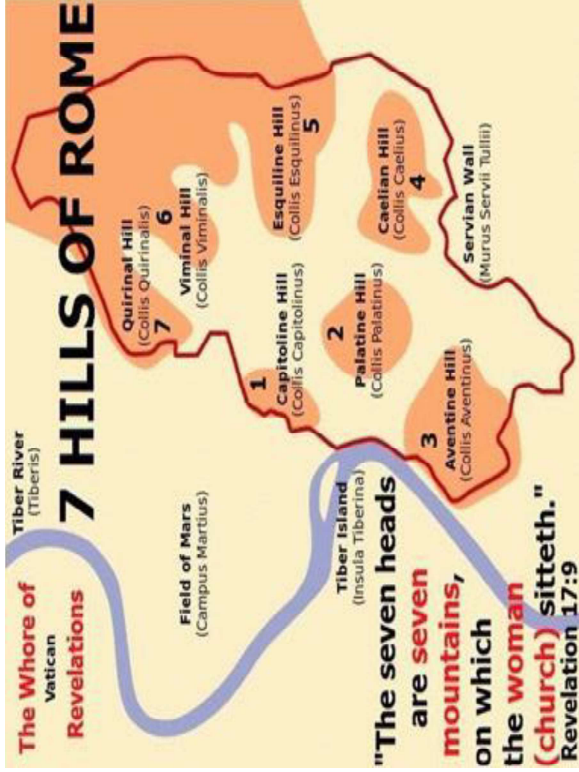 The Whore of
Vatican
Revelations
Tiber River
(Tiberis)
7 HILLS OF ROME
Field of Mars
(Campus Martius)
Quirinal Hill
(Collis Quirinalis)
7
6
Viminal Hill
(Collis Viminalis)
Esquiline Hill
(Collis Esquilinus)
5
1
Capitoline Hill
(Collis Capitolinus)
2
Palatine Hill
(Collis Palatinus)
Caelian Hill
(Collis Caelius)
4
Tiber Island
(Insula Tiberina)
3
Aventine Hill
(Collis Aventinus)
Servian Wall
(Murus Servii Tullii)
"The seven heads
are seven
mountains,
on which
the woman
(church) sitteth."
Revelation 17:9